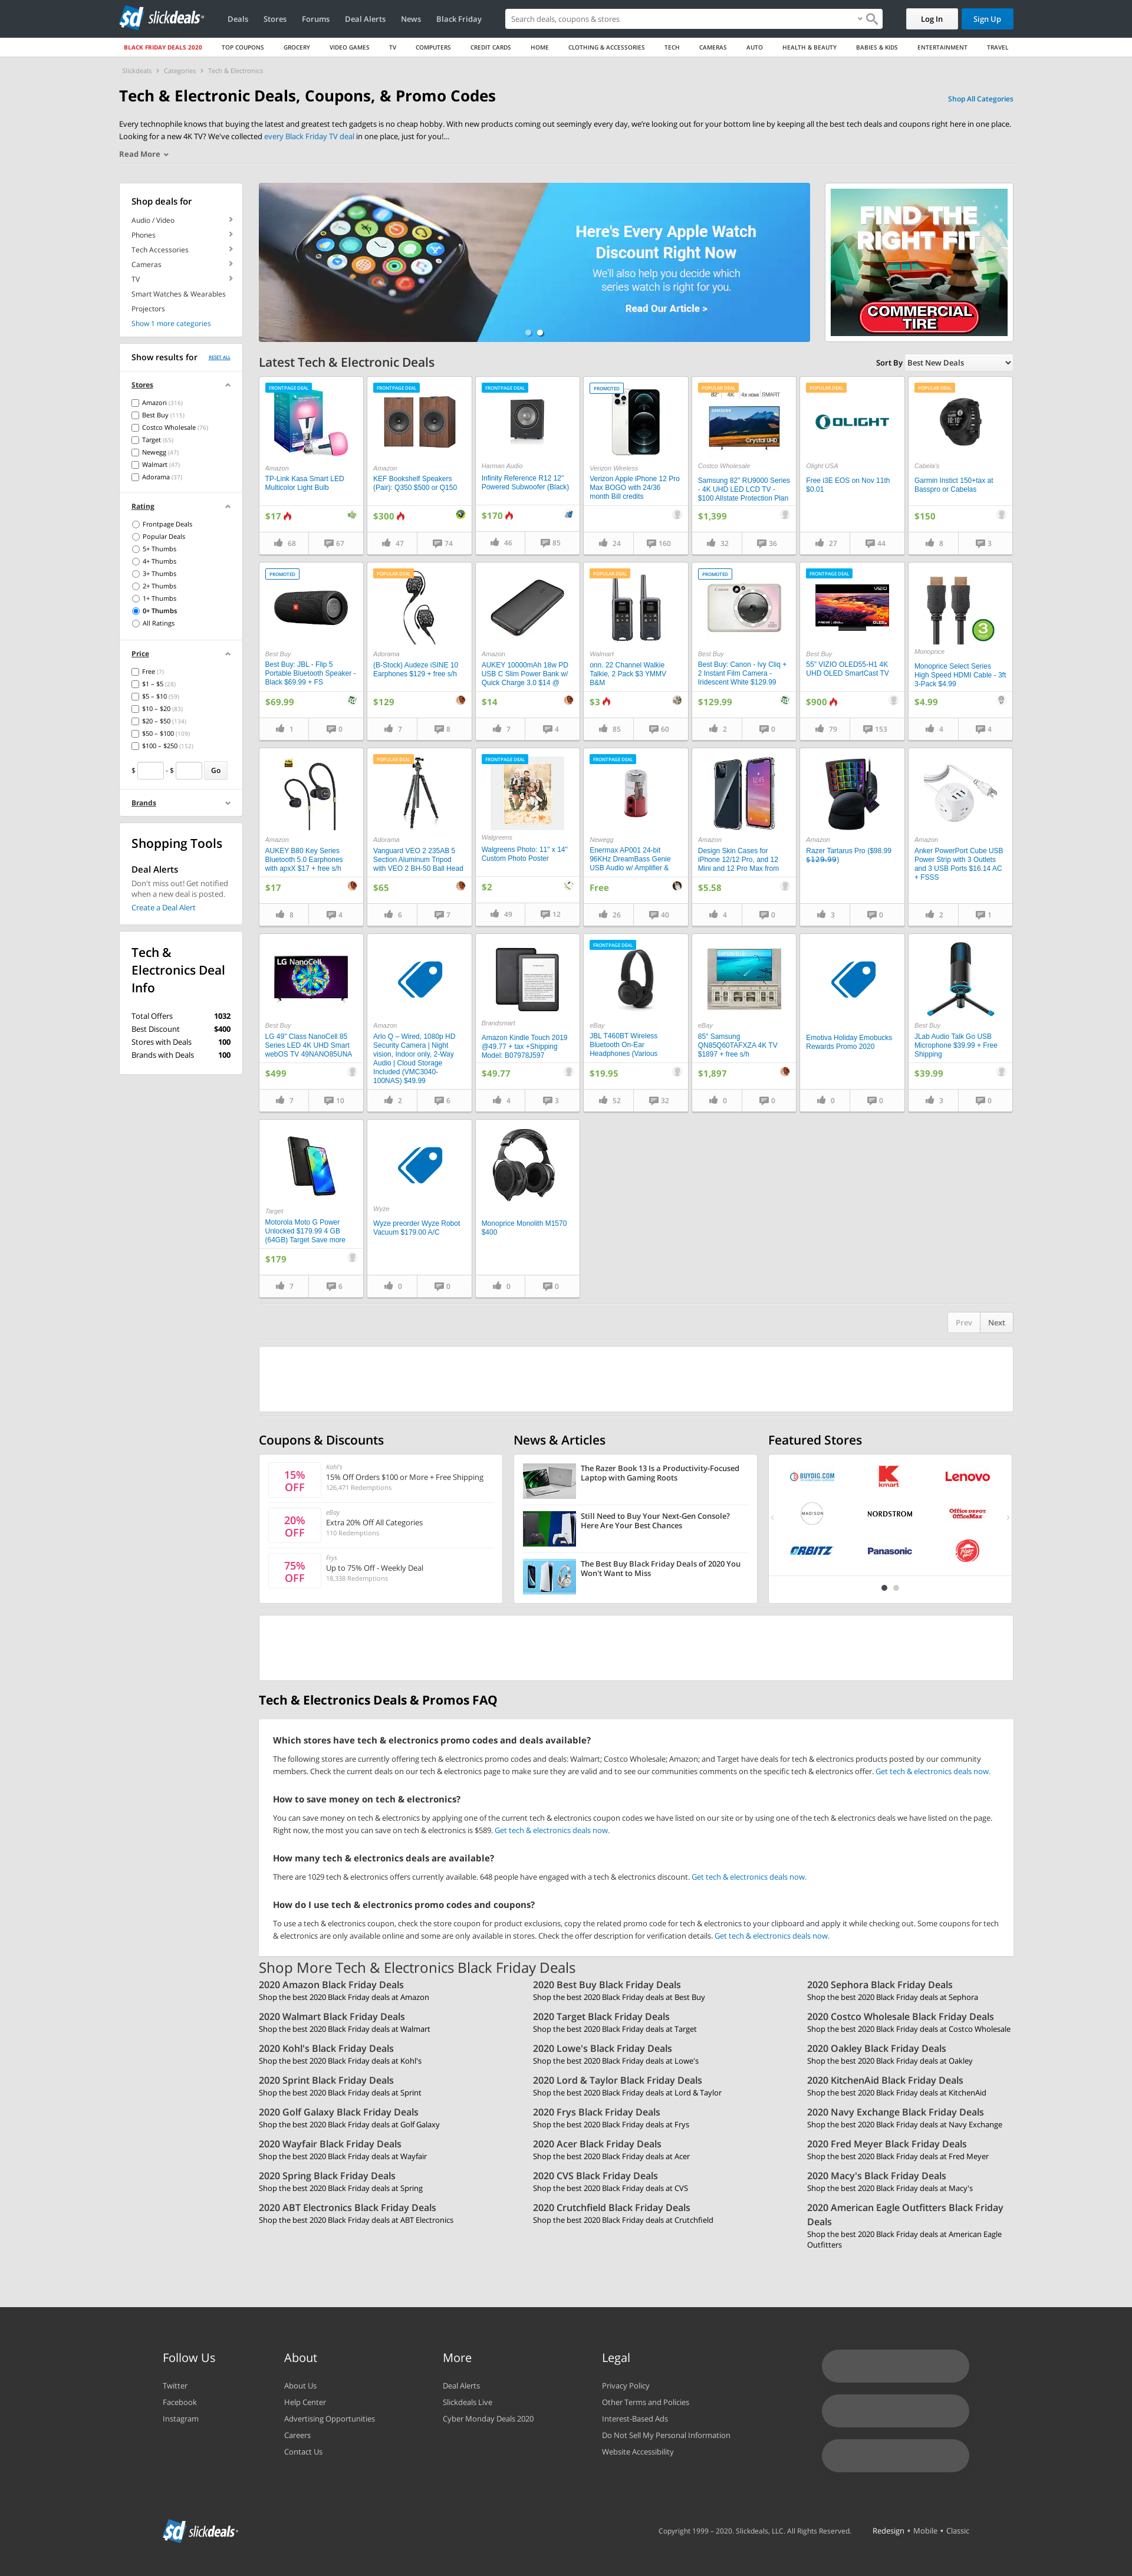 sd slickdeals
Deals
Stores
Forums
Deal Alerts
News
Black Friday
Search deals, coupons & stores
Log In
Sign Up
BLACK FRIDAY DEALS 2020
TOP COUPONS
GROCERY
VIDEO GAMES
TV
COMPUTERS
CREDIT CARDS
HOME
CLOTHING & ACCESSORIES
TECH
CAMERAS
AUTO
HEALTH & BEAUTY
BABIES & KIDS
ENTERTAINMENT
TRAVEL
Slickdeals › Categories › Tech & Electronics
Tech & Electronic Deals, Coupons, & Promo Codes
Shop All Categories
Every technophile knows that buying the latest and greatest tech gadgets is no cheap hobby. With new products coming out seemingly every day, we're looking out for your bottom line by keeping all the best tech deals and coupons right here in one place.
Looking for a new 4K TV? We've collected every Black Friday TV deal in one place, just for you!...
Read More
Shop deals for
Audio / Video
Phones
Tech Accessories
Cameras
TV
Smart Watches & Wearables
Projectors
Show 1 more categories
Here's Every Apple Watch
Discount Right Now
We'll also help you decide which
series watch is right for you.
Read Our Article >
FIND THE
RIGHT FIT
COMMERCIAL
TIRE
Show results for
RESET ALL
Stores
Amazon (316)
Best Buy (115)
Costco Wholesale (76)
Target (65)
Newegg (47)
Walmart (47)
Adorama (37)
Rating
Frontpage Deals
Popular Deals
5+ Thumbs
4+ Thumbs
3+ Thumbs
2+ Thumbs
1+ Thumbs
0+ Thumbs
All Ratings
Price
Free (7)
$1 – $5 (28)
$5 – $10 (59)
$10 – $20 (83)
$20 – $50 (134)
$50 – $100 (109)
$100 – $250 (152)
$ - $ Go
Brands
Shopping Tools
Deal Alerts
Don't miss out! Get notified
when a new deal is posted.
Create a Deal Alert
Tech &
Electronics Deal
Info
Total Offers 1032
Best Discount $400
Stores with Deals 100
Brands with Deals 100
Latest Tech & Electronic Deals
Sort By Best New Deals
FRONTPAGE DEAL
Amazon
TP-Link Kasa Smart LED
Multicolor Light Bulb
$17
68 67
FRONTPAGE DEAL
Amazon
KEF Bookshelf Speakers
(Pair): Q350 $500 or Q150
$300
47 74
FRONTPAGE DEAL
Harman Audio
Infinity Reference R12 12"
Powered Subwoofer (Black)
$170
46 85
PROMOTED
Verizon Wireless
Verizon Apple iPhone 12 Pro
Max BOGO with 24/36
month Bill credits
24 160
POPULAR DEAL
82" 4K 4x HDMI SMART
SAMSUNG
Crystal UHD
Costco Wholesale
Samsung 82" RU9000 Series
- 4K UHD LED LCD TV -
$100 Allstate Protection Plan
$1,399
32 36
POPULAR DEAL
OLIGHT
Olight USA
Free i3E EOS on Nov 11th
$0.01
27 44
POPULAR DEAL
Cabela's
Garmin Instict 150+tax at
Basspro or Cabelas
$150
8 3
PROMOTED
Best Buy
Best Buy: JBL - Flip 5
Portable Bluetooth Speaker -
Black $69.99 + FS
$69.99
1 0
POPULAR DEAL
Adorama
(B-Stock) Audeze iSINE 10
Earphones $129 + free s/h
$129
7 8
Amazon
AUKEY 10000mAh 18w PD
USB C Slim Power Bank w/
Quick Charge 3.0 $14 @
$14
7 4
POPULAR DEAL
Walmart
onn. 22 Channel Walkie
Talkie, 2 Pack $3 YMMV
B&M
$3
85 60
PROMOTED
Best Buy
Best Buy: Canon - Ivy Cliq +
2 Instant Film Camera -
Iridescent White $129.99
$129.99
2 0
FRONTPAGE DEAL
VIZIO
OLED
Best Buy
55" VIZIO OLED55-H1 4K
UHD OLED SmartCast TV
$900
79 153
3
Monoprice
Monoprice Select Series
High Speed HDMI Cable - 3ft
3-Pack $4.99
$4.99
4 4
Amazon
AUKEY B80 Key Series
Bluetooth 5.0 Earphones
with apxX $17 + free s/h
$17
8 4
POPULAR DEAL
Adorama
Vanguard VEO 2 235AB 5
Section Aluminum Tripod
with VEO 2 BH-50 Ball Head
$65
6 7
FRONTPAGE DEAL
Walgreens
Walgreens Photo: 11" x 14"
Custom Photo Poster
$2
49 12
FRONTPAGE DEAL
Newegg
Enermax AP001 24-bit
96KHz DreamBass Genie
USB Audio w/ Amplifier &
Free
26 40
Amazon
Design Skin Cases for
iPhone 12/12 Pro, and 12
Mini and 12 Pro Max from
$5.58
4 0
Amazon
Razer Tartarus Pro ($98.99
$129.99)
3 0
Amazon
Anker PowerPort Cube USB
Power Strip with 3 Outlets
and 3 USB Ports $16.14 AC
+ FSSS
2 1
LG NanoCell
Best Buy
LG 49" Class NanoCell 85
Series LED 4K UHD Smart
webOS TV 49NANO85UNA
$499
7 10
Amazon
Arlo Q – Wired, 1080p HD
Security Camera | Night
vision, Indoor only, 2-Way
Audio | Cloud Storage
Included (VMC3040-
100NAS) $49.99
2 6
Brandsmart
Amazon Kindle Touch 2019
@49.77 + tax +Shipping
Model: B07978J597
$49.77
4 3
FRONTPAGE DEAL
eBay
JBL T460BT Wireless
Bluetooth On-Ear
Headphones (Various
$19.95
52 32
eBay
85" Samsung
QN85Q60TAFXZA 4K TV
$1897 + free s/h
$1,897
0 0
Emotiva Holiday Emobucks
Rewards Promo 2020
0 0
Best Buy
JLab Audio Talk Go USB
Microphone $39.99 + Free
Shipping
$39.99
3 0
Target
Motorola Moto G Power
Unlocked $179.99 4 GB
(64GB) Target Save more
$179
7 6
Wyze
Wyze preorder Wyze Robot
Vacuum $179.00 A/C
0 0
Monoprice Monolith M1570
$400
0 0
Prev Next
Coupons & Discounts
15%
OFF
Kohl's
15% Off Orders $100 or More + Free Shipping
126,471 Redemptions
20%
OFF
eBay
Extra 20% Off All Categories
110 Redemptions
75%
OFF
Frys
Up to 75% Off - Weekly Deal
18,338 Redemptions
News & Articles
The Razor Book 13 Is a Productivity-Focused
Laptop with Gaming Roots
Still Need to Buy Your Next-Gen Console?
Here Are Your Best Chances
The Best Buy Black Friday Deals of 2020 You
Won't Want to Miss
Featured Stores
BUYDIG.COM
kmart
Lenovo
MADISON
NORDSTROM
Office DEPOT
OfficeMax
ORBITZ
Panasonic
Tech & Electronics Deals & Promos FAQ
Which stores have tech & electronics promo codes and deals available?
The following stores are currently offering tech & electronics promo codes and deals: Walmart; Costco Wholesale; Amazon; and Target have deals for tech & electronics products posted by our community
members. Check the current deals on our tech & electronics page to make sure they are valid and to see our communities comments on the specific tech & electronics offer. Get tech & electronics deals now.
How to save money on tech & electronics?
You can save money on tech & electronics by applying one of the current tech & electronics coupon codes we have listed on our site or by using one of the tech & electronics deals we have listed on the page.
Right now, the most you can save on tech & electronics is $589. Get tech & electronics deals now.
How many tech & electronics deals are available?
There are 1029 tech & electronics offers currently available. 648 people have engaged with a tech & electronics discount. Get tech & electronics deals now.
How do I use tech & electronics promo codes and coupons?
To use a tech & electronics coupon, check the store coupon for product exclusions, copy the related promo code for tech & electronics to your clipboard and apply it while checking out. Some coupons for tech
& electronics are only available online and some are only available in stores. Check the offer description for verification details. Get tech & electronics deals now.
Shop More Tech & Electronics Black Friday Deals
2020 Amazon Black Friday Deals
Shop the best 2020 Black Friday deals at Amazon
2020 Best Buy Black Friday Deals
Shop the best 2020 Black Friday deals at Best Buy
2020 Sephora Black Friday Deals
Shop the best 2020 Black Friday deals at Sephora
2020 Walmart Black Friday Deals
Shop the best 2020 Black Friday deals at Walmart
2020 Target Black Friday Deals
Shop the best 2020 Black Friday deals at Target
2020 Costco Wholesale Black Friday Deals
Shop the best 2020 Black Friday deals at Costco Wholesale
2020 Kohl's Black Friday Deals
Shop the best 2020 Black Friday deals at Kohl's
2020 Lowe's Black Friday Deals
Shop the best 2020 Black Friday deals at Lowe's
2020 Oakley Black Friday Deals
Shop the best 2020 Black Friday deals at Oakley
2020 Sprint Black Friday Deals
Shop the best 2020 Black Friday deals at Sprint
2020 Lord & Taylor Black Friday Deals
Shop the best 2020 Black Friday deals at Lord & Taylor
2020 KitchenAid Black Friday Deals
Shop the best 2020 Black Friday deals at KitchenAid
2020 Golf Galaxy Black Friday Deals
Shop the best 2020 Black Friday deals at Golf Galaxy
2020 Frys Black Friday Deals
Shop the best 2020 Black Friday deals at Frys
2020 Navy Exchange Black Friday Deals
Shop the best 2020 Black Friday deals at Navy Exchange
2020 Wayfair Black Friday Deals
Shop the best 2020 Black Friday deals at Wayfair
2020 Acer Black Friday Deals
Shop the best 2020 Black Friday deals at Acer
2020 Fred Meyer Black Friday Deals
Shop the best 2020 Black Friday deals at Fred Meyer
2020 Spring Black Friday Deals
Shop the best 2020 Black Friday deals at Spring
2020 CVS Black Friday Deals
Shop the best 2020 Black Friday deals at CVS
2020 Macy's Black Friday Deals
Shop the best 2020 Black Friday deals at Macy's
2020 ABT Electronics Black Friday Deals
Shop the best 2020 Black Friday deals at ABT Electronics
2020 Crutchfield Black Friday Deals
Shop the best 2020 Black Friday deals at Crutchfield
2020 American Eagle Outfitters Black Friday
Deals
Shop the best 2020 Black Friday deals at American Eagle
Outfitters
Follow Us
Twitter
Facebook
Instagram
About
About Us
Help Center
Advertising Opportunities
Careers
Contact Us
More
Deal Alerts
Slickdeals Live
Cyber Monday Deals 2020
Legal
Privacy Policy
Other Terms and Policies
Interest-Based Ads
Do Not Sell My Personal Information
Website Accessibility
sd slickdeals
Copyright 1999 – 2020. Slickdeals, LLC. All Rights Reserved.
Redesign • Mobile • Classic